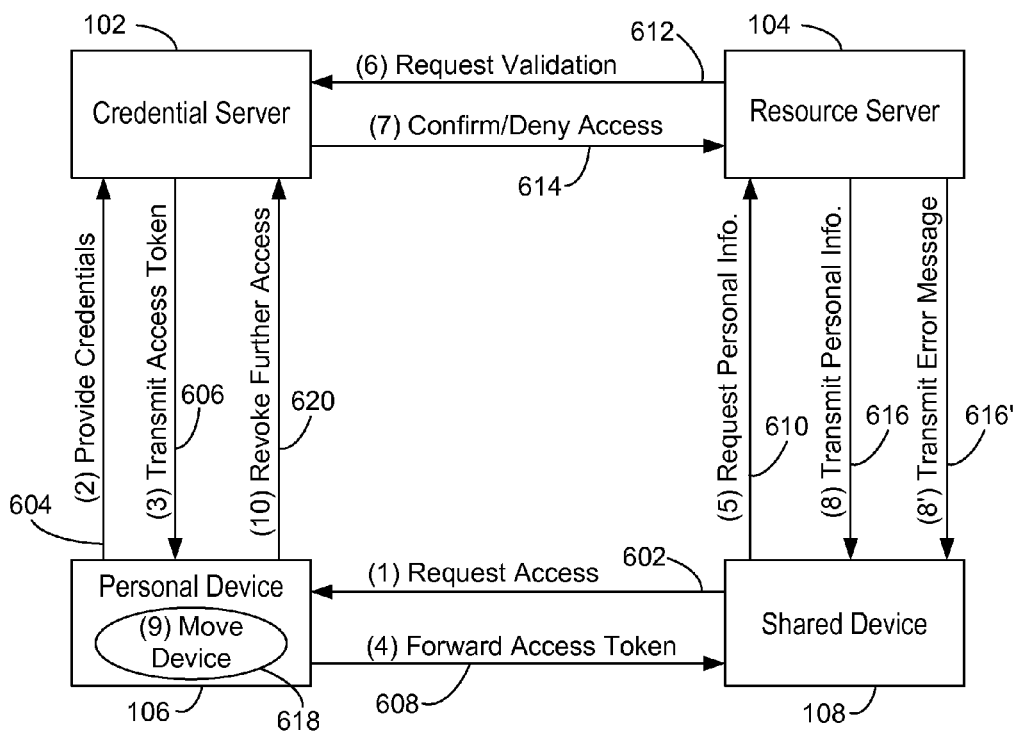 102
612
104
(6) Request Validation
Credential Server
Resource Server
(7) Confirm/Deny Access
614
(2) Provide Credentials
(3) Transmit Access Token
(10) Revoke Further Access
(5) Request Personal Info.
(8) Transmit Personal Info.
(8') Transmit Error Message
606
620
610
616
616'
604
602
(1) Request Access
Personal Device
(9) Move
Device
Shared Device
(4) Forward Access Token
106
618
608
108